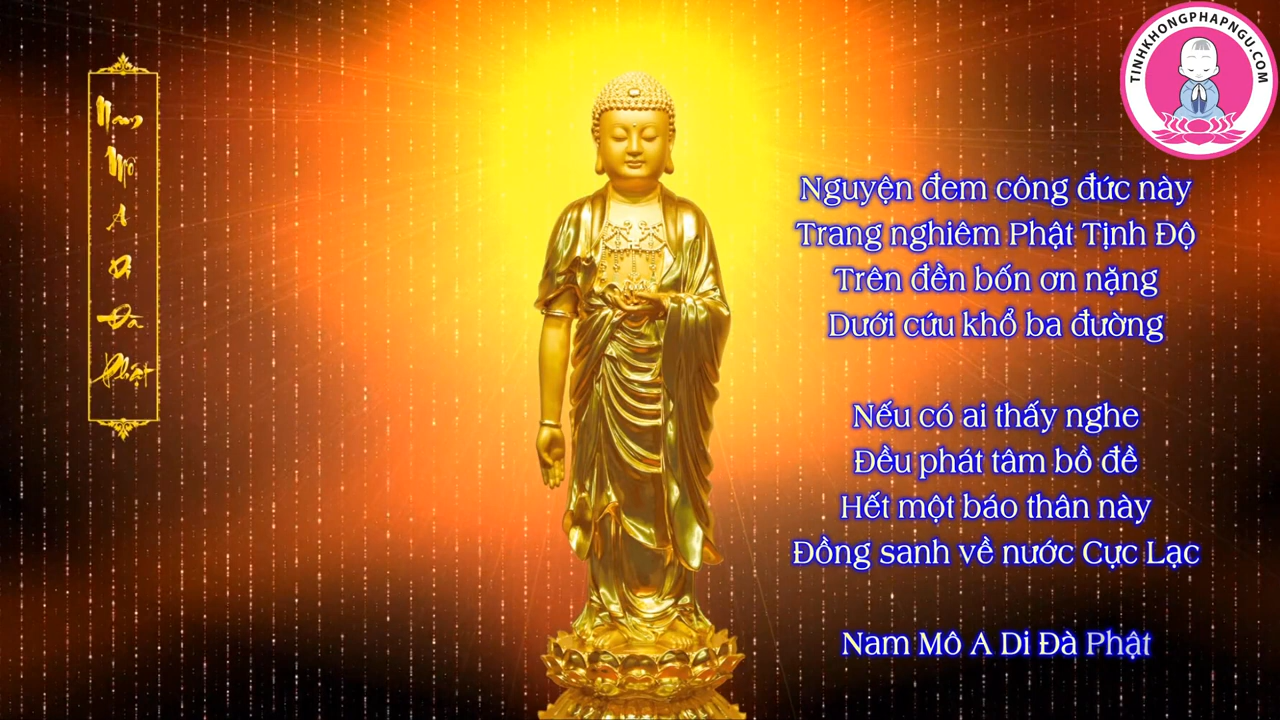 Nam
Mô
A
Di
Đà
Phật
TINHKHONGPHAPNGU.COM
Nguyện đem công đức này
Trang nghiêm Phật Tịnh Độ
Trên đền bốn ơn nặng
Dưới cứu khổ ba đường
Nếu có ai thấy nghe
Đều phát tâm bồ đề
Hết một báo thân này
Đồng sanh về nước Cực Lạc
Nam Mô A Di Đà Phật